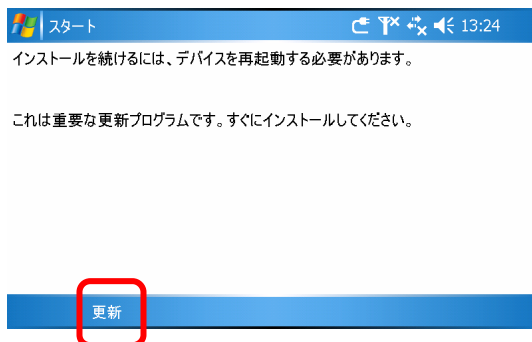 スタート 13:24
インストールを続けるには、デバイスを再起動する必要があります。
これは重要な更新プログラムです。すぐにインストールしてください。
更新